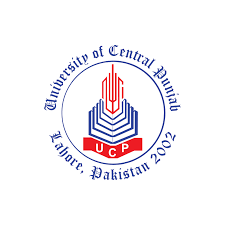 University of Central Punjab
UCP
Lahore, Pakistan 2002